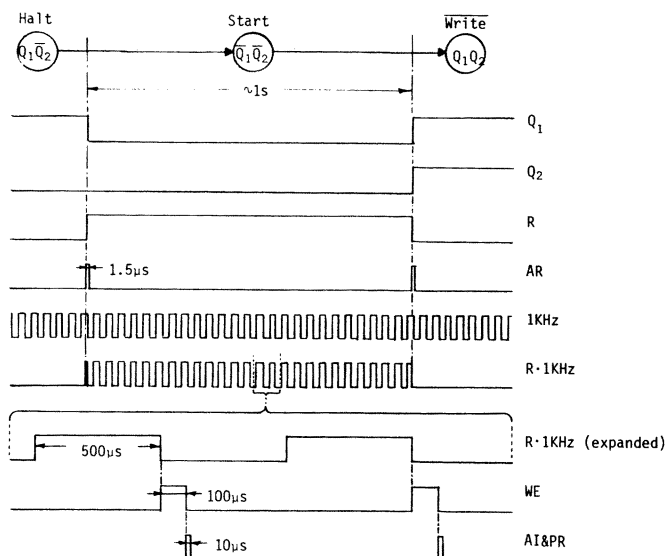 Halt
Start
W̅r̅i̅t̅e̅
Q₁Q̅₂
Q̅₁Q̅₂
Q₁Q₂
~1s
Q₁
Q₂
R
1.5μs
AR
1KHz
R·1KHz
R·1KHz (expanded)
500μs
WE
100μs
10μs
AI&PR